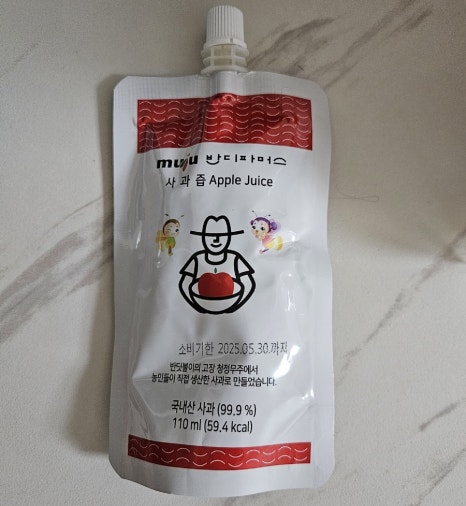 muju 반디파머스
사 과 즙 Apple Juice
소비기한 2025.05.30.까지
반딧불이의 고장 청정무주에서
농민들이 직접 생산한 사과로 만들었습니다.
국내산 사과 (99.9 %)
110 ml (59.4 kcal)